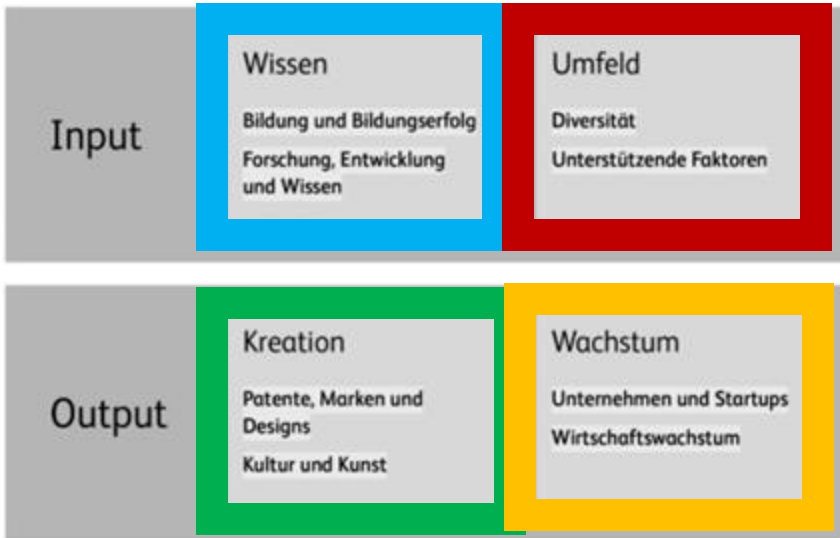 Input
Wissen
Bildung und Bildungserfolg
Forschung, Entwicklung
und Wissen
Umfeld
Diversität
Unterstützende Faktoren
Output
Kreation
Patente, Marken und
Designs
Kultur und Kunst
Wachstum
Unternehmen und Startups
Wirtschaftswachstum